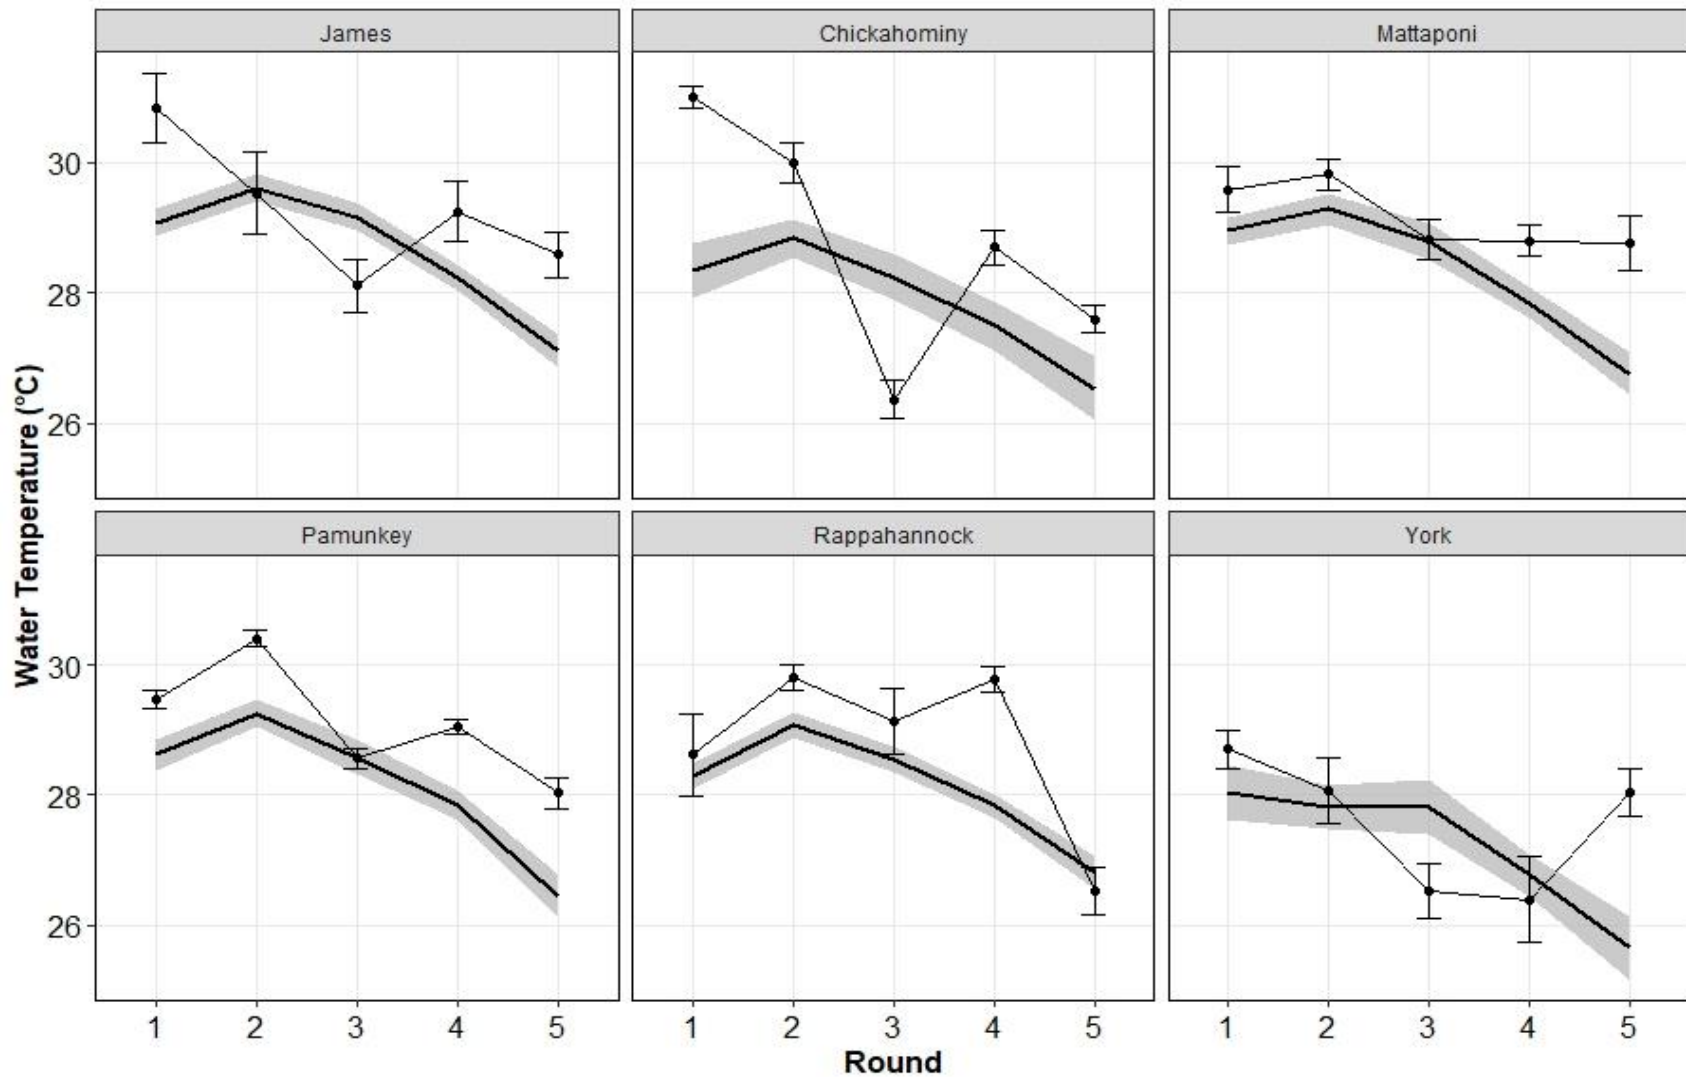 James Chickahominy Mattaponi
30
28
26
Pamunkey Rappahannock York
30
28
26
Water Temperature (°C)
1 2 3 4 5 1 2 3 4 5 1 2 3 4 5
Round